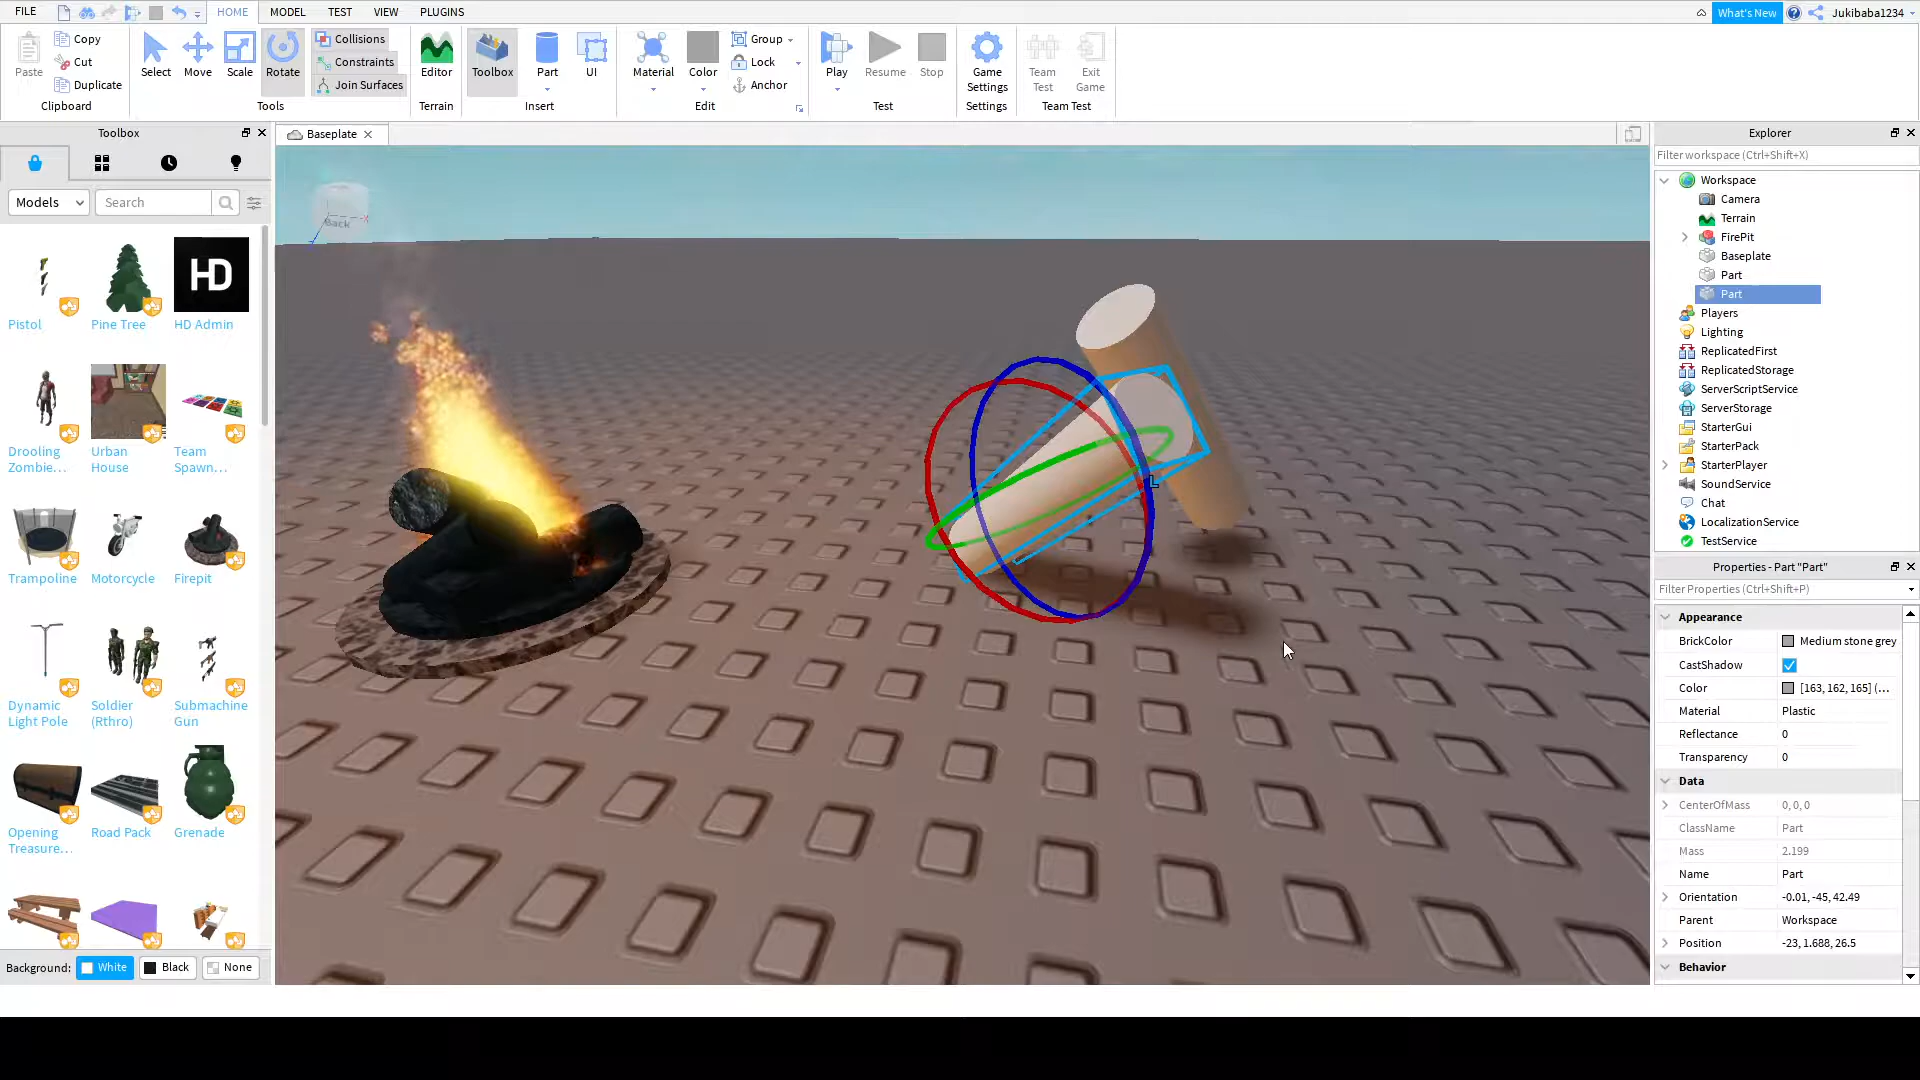 FILE HOME MODEL TEST VIEW PLUGINS What's New Jukibaba1234
Paste Copy Cut Duplicate
Clipboard
Select Move Scale Rotate Collisions Constraints Join Surfaces
Tools
Editor
Terrain
Toolbox Part UI
Insert
Material Color Group Lock Anchor
Edit
Play Resume Stop
Test
Game Settings
Settings
Team Test Exit Game
Team Test
Toolbox
Models Search
Pistol Pine Tree HD Admin
HD
Drooling Zombie... Urban House Team Spawn...
Trampoline Motorcycle Firepit
Dynamic Light Pole Soldier (Rthro) Submachine Gun
Opening Treasure... Road Pack Grenade
Background: White Black None
Baseplate
Back
L
Explorer
Filter workspace (Ctrl+Shift+X)
Workspace
Camera
Terrain
FirePit
Baseplate
Part
Part
Players
Lighting
ReplicatedFirst
ReplicatedStorage
ServerScriptService
ServerStorage
StarterGui
StarterPack
StarterPlayer
SoundService
Chat
LocalizationService
TestService
Properties - Part "Part"
Filter Properties (Ctrl+Shift+P)
Appearance
BrickColor Medium stone grey
CastShadow
Color [163, 162, 165] (...
Material Plastic
Reflectance 0
Transparency 0
Data
CenterOfMass 0, 0, 0
ClassName Part
Mass 2.199
Name Part
Orientation -0.01, -45, 42.49
Parent Workspace
Position -23, 1.688, 26.5
Behavior